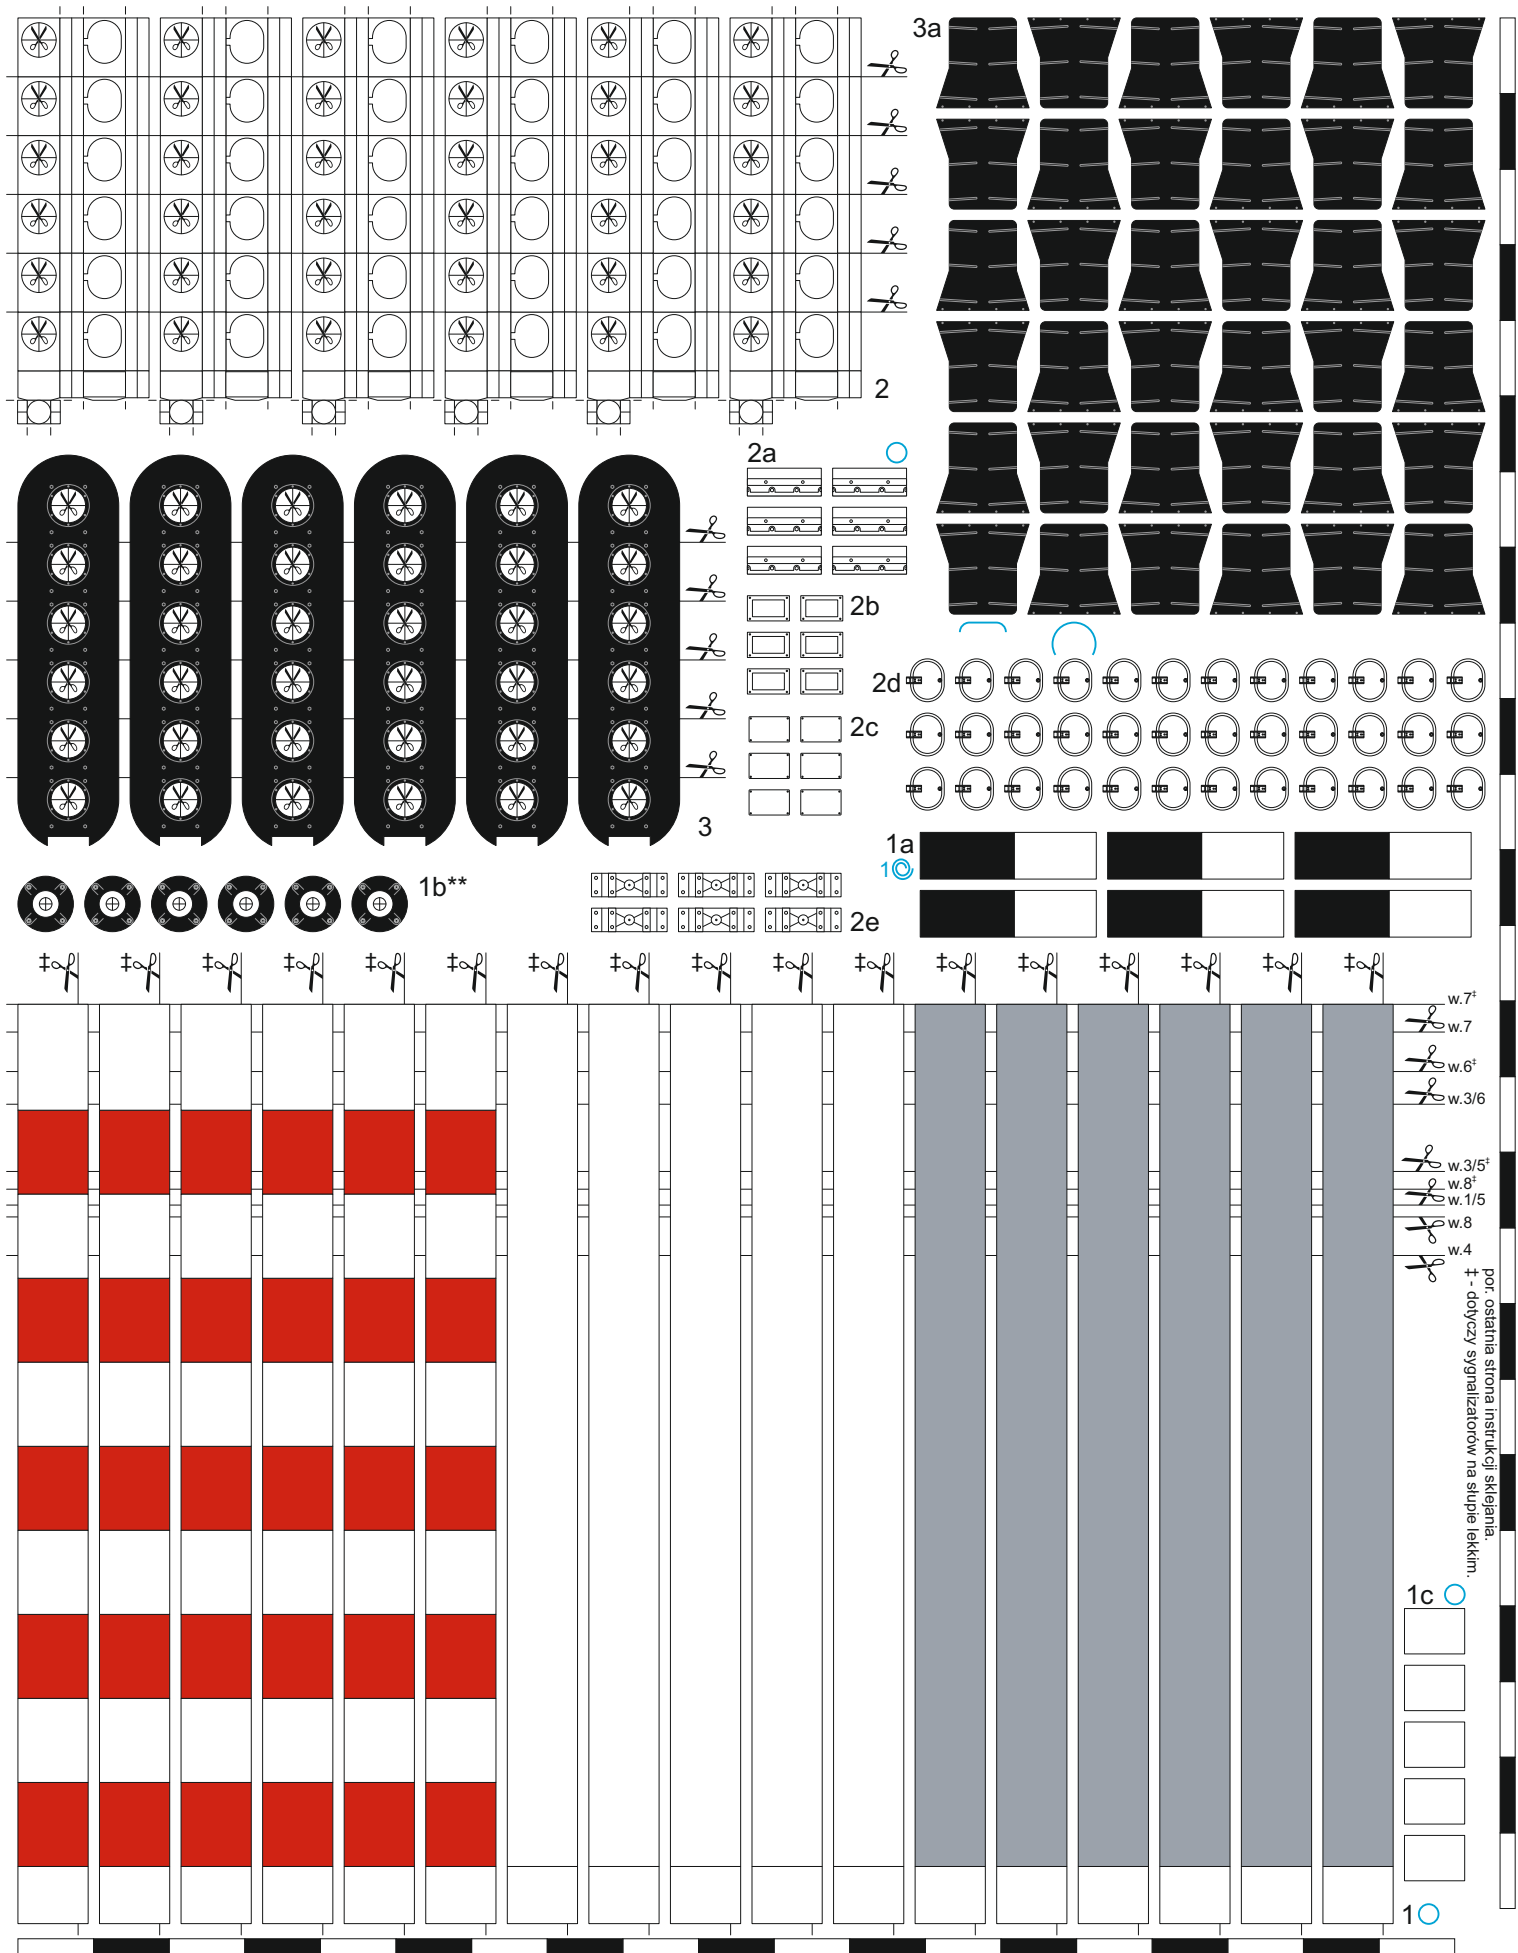 3a
2
2a
2b
2d
2c
3
1a
1
1b**
2e
‡ ‡ ‡ ‡ ‡ ‡ ‡ ‡ ‡ ‡ ‡ ‡ ‡ ‡ ‡ ‡ ‡
w.7‡
w.7
w.6‡
w.3/6
w.3/5‡
w.8‡
w.1/5
w.8
w.4
por. ostatnia strona instrukcji sklejania.
‡ - dotyczy sygnalizatorów na słupie lekkim.
1c
1